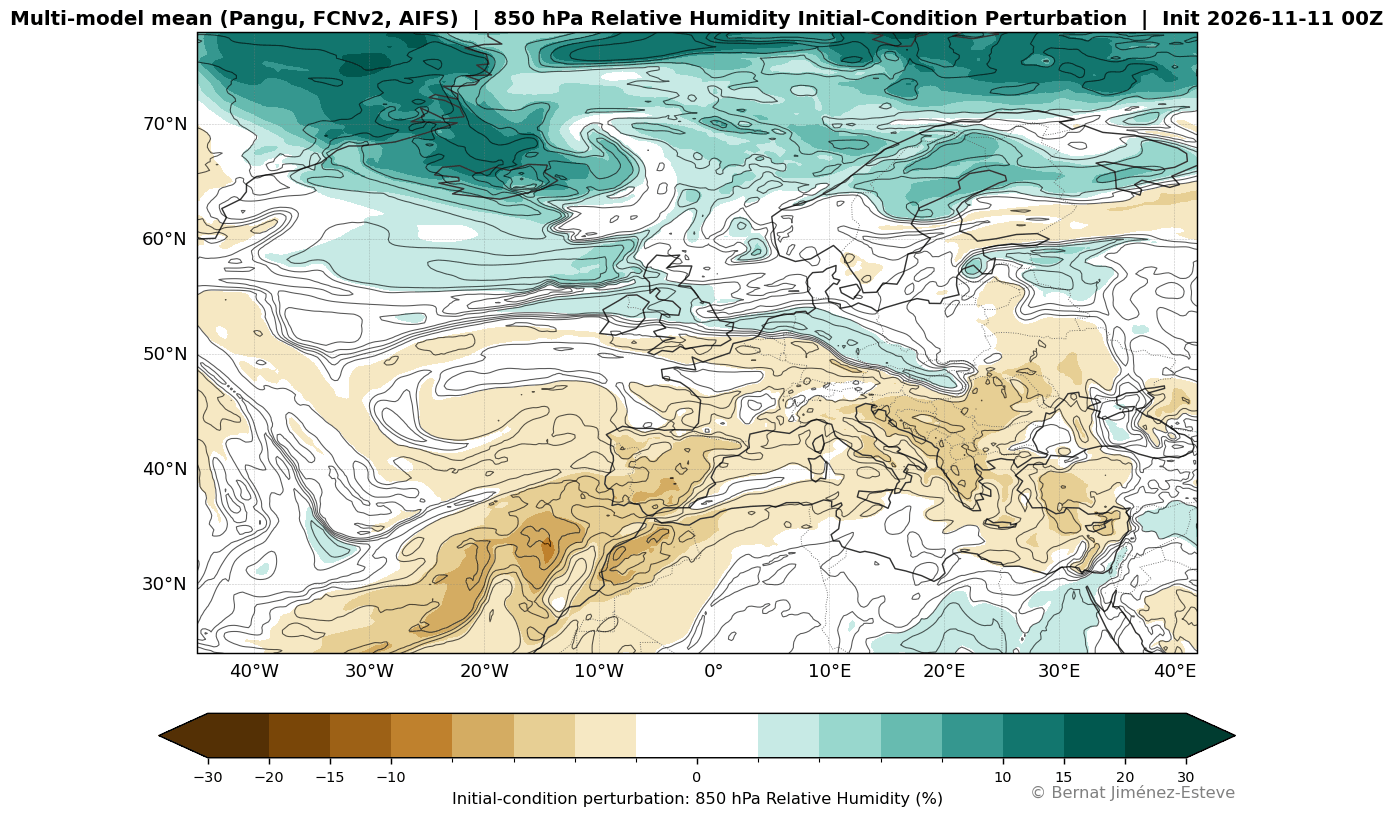 Multi-model mean (Pangu, FCNv2, AIFS)  |  850 hPa Relative Humidity Initial-Condition Perturbation  |  Init 2026-11-11 00Z
70°N
60°N
50°N
40°N
30°N
40°W 30°W 20°W 10°W 0° 10°E 20°E 30°E 40°E
−30 −20 −15 −10 0 10 15 20 30
Initial-condition perturbation: 850 hPa Relative Humidity (%)
© Bernat Jiménez-Esteve